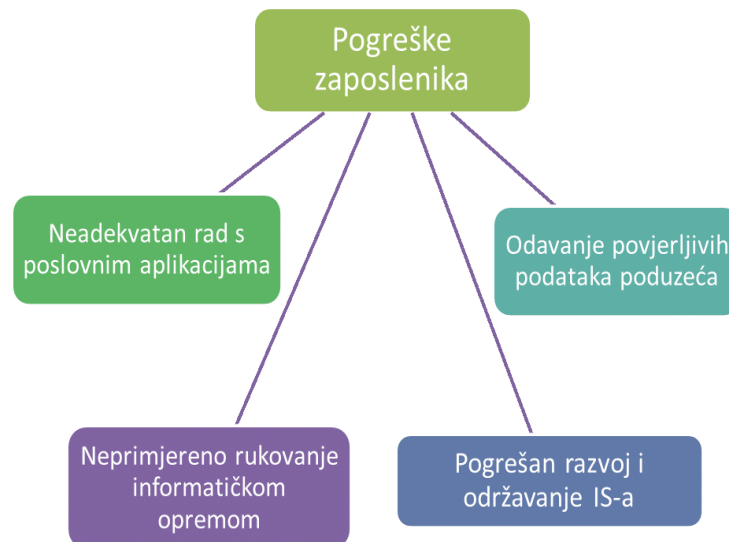 Pogreške
zaposlenika
Neadekvatan rad s
poslovnim aplikacijama
Odavanje povjerljivih
podataka poduzeća
Neprimjereno rukovanje
informatičkom
opremom
Pogrešan razvoj i
održavanje IS-a